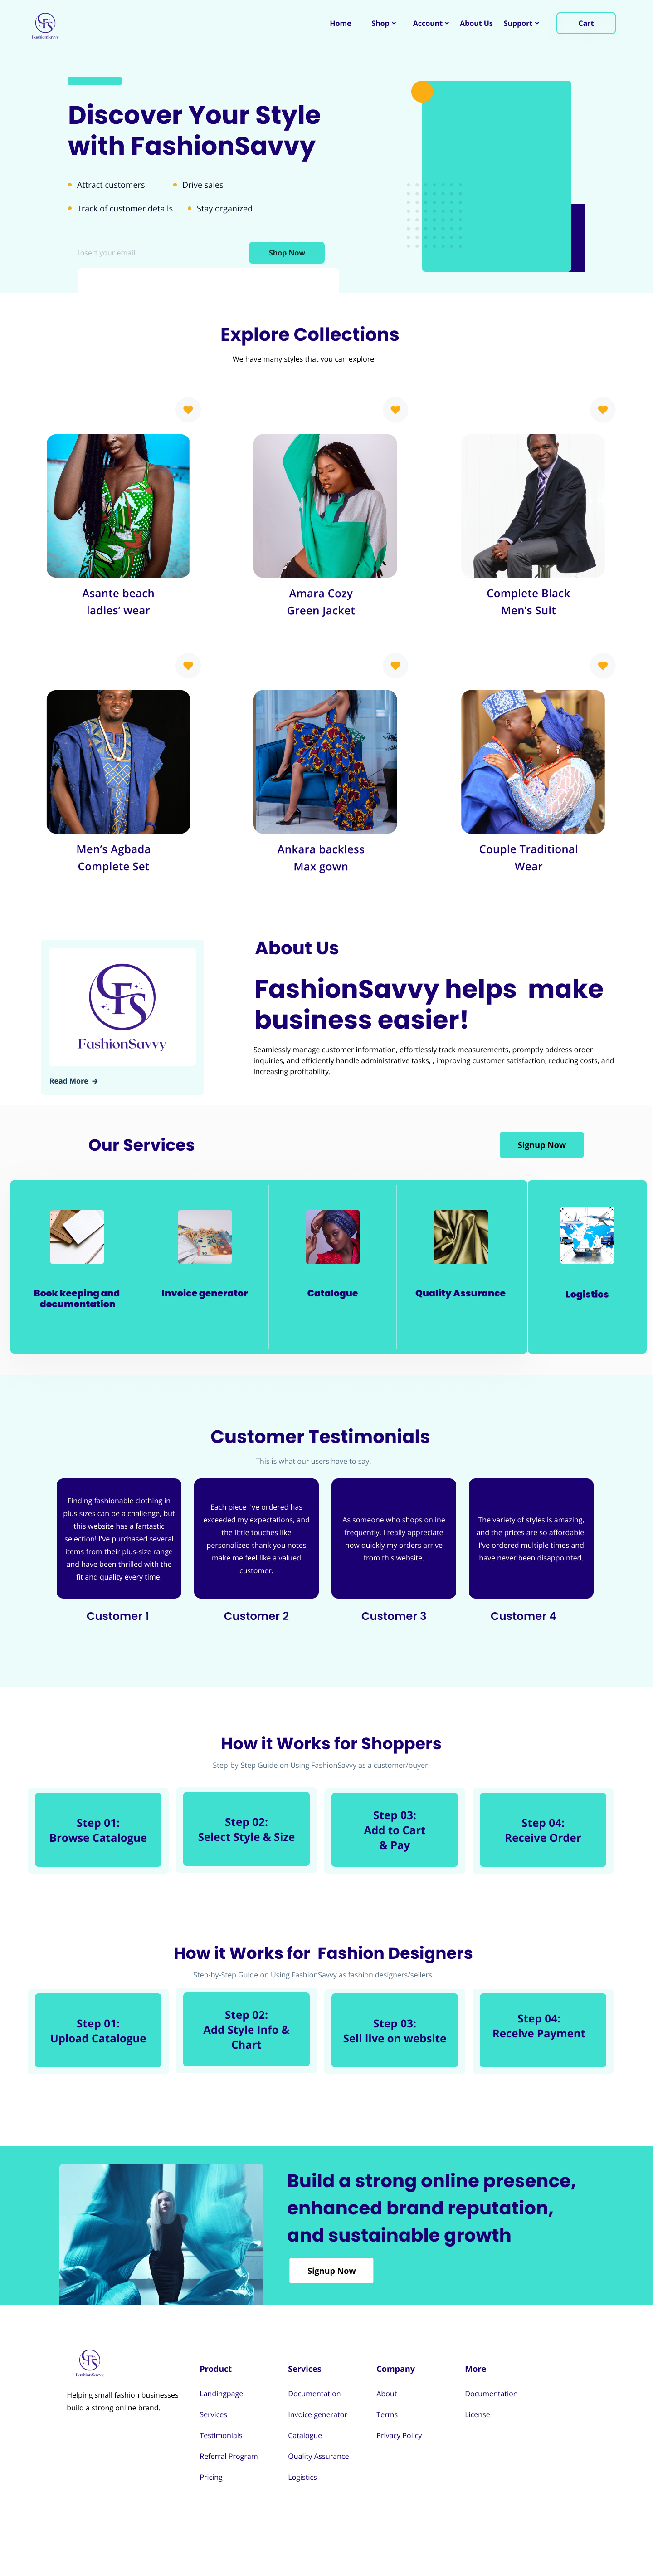 CFS
FashionSavvy
Home
Shop
Account
About Us
Support
Cart
Discover Your Style
with FashionSavvy
Attract customers
Drive sales
Track of customer details
Stay organized
Insert your email
Shop Now
Explore Collections
We have many styles that you can explore
Asante beach
ladies’ wear
Amara Cozy
Green Jacket
Complete Black
Men’s Suit
Men’s Agbada
Complete Set
Ankara backless
Max gown
Couple Traditional
Wear
CFS
FashionSavvy
Read More →
About Us
FashionSavvy helps  make
business easier!
Seamlessly manage customer information, effortlessly track measurements, promptly address order
inquiries, and efficiently handle administrative tasks, , improving customer satisfaction, reducing costs, and
increasing profitability.
Our Services
Signup Now
Book keeping and
documentation
Invoice generator
Catalogue
Quality Assurance
Logistics
Customer Testimonials
This is what our users have to say!
Finding fashionable clothing in
plus sizes can be a challenge, but
this website has a fantastic
selection! I've purchased several
items from their plus-size range
and have been thrilled with the
fit and quality every time.
Each piece I've ordered has
exceeded my expectations, and
the little touches like
personalized thank you notes
make me feel like a valued
customer.
As someone who shops online
frequently, I really appreciate
how quickly my orders arrive
from this website.
The variety of styles is amazing,
and the prices are so affordable.
I've ordered multiple times and
have never been disappointed.
Customer 1
Customer 2
Customer 3
Customer 4
How it Works for Shoppers
Step-by-Step Guide on Using FashionSavvy as a customer/buyer
Step 01:
Browse Catalogue
Step 02:
Select Style & Size
Step 03:
Add to Cart
& Pay
Step 04:
Receive Order
How it Works for  Fashion Designers
Step-by-Step Guide on Using FashionSavvy as fashion designers/sellers
Step 01:
Upload Catalogue
Step 02:
Add Style Info &
Chart
Step 03:
Sell live on website
Step 04:
Receive Payment
Build a strong online presence,
enhanced brand reputation,
and sustainable growth
Signup Now
CFS
FashionSavvy
Helping small fashion businesses
build a strong online brand.
Product
Landingpage
Services
Testimonials
Referral Program
Pricing
Services
Documentation
Invoice generator
Catalogue
Quality Assurance
Logistics
Company
About
Terms
Privacy Policy
More
Documentation
License